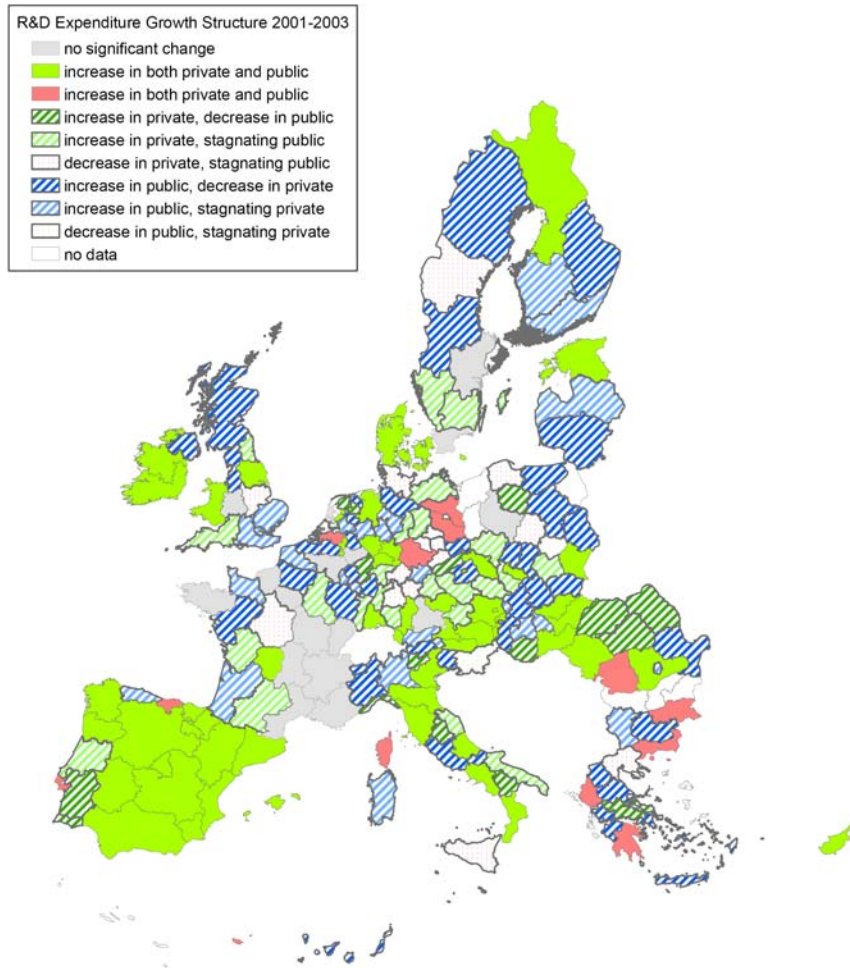 R&D Expenditure Growth Structure 2001-2003
no significant change
increase in both private and public
increase in both private and public
increase in private, decrease in public
increase in private, stagnating public
decrease in private, stagnating public
increase in public, decrease in private
increase in public, stagnating private
decrease in public, stagnating private
no data